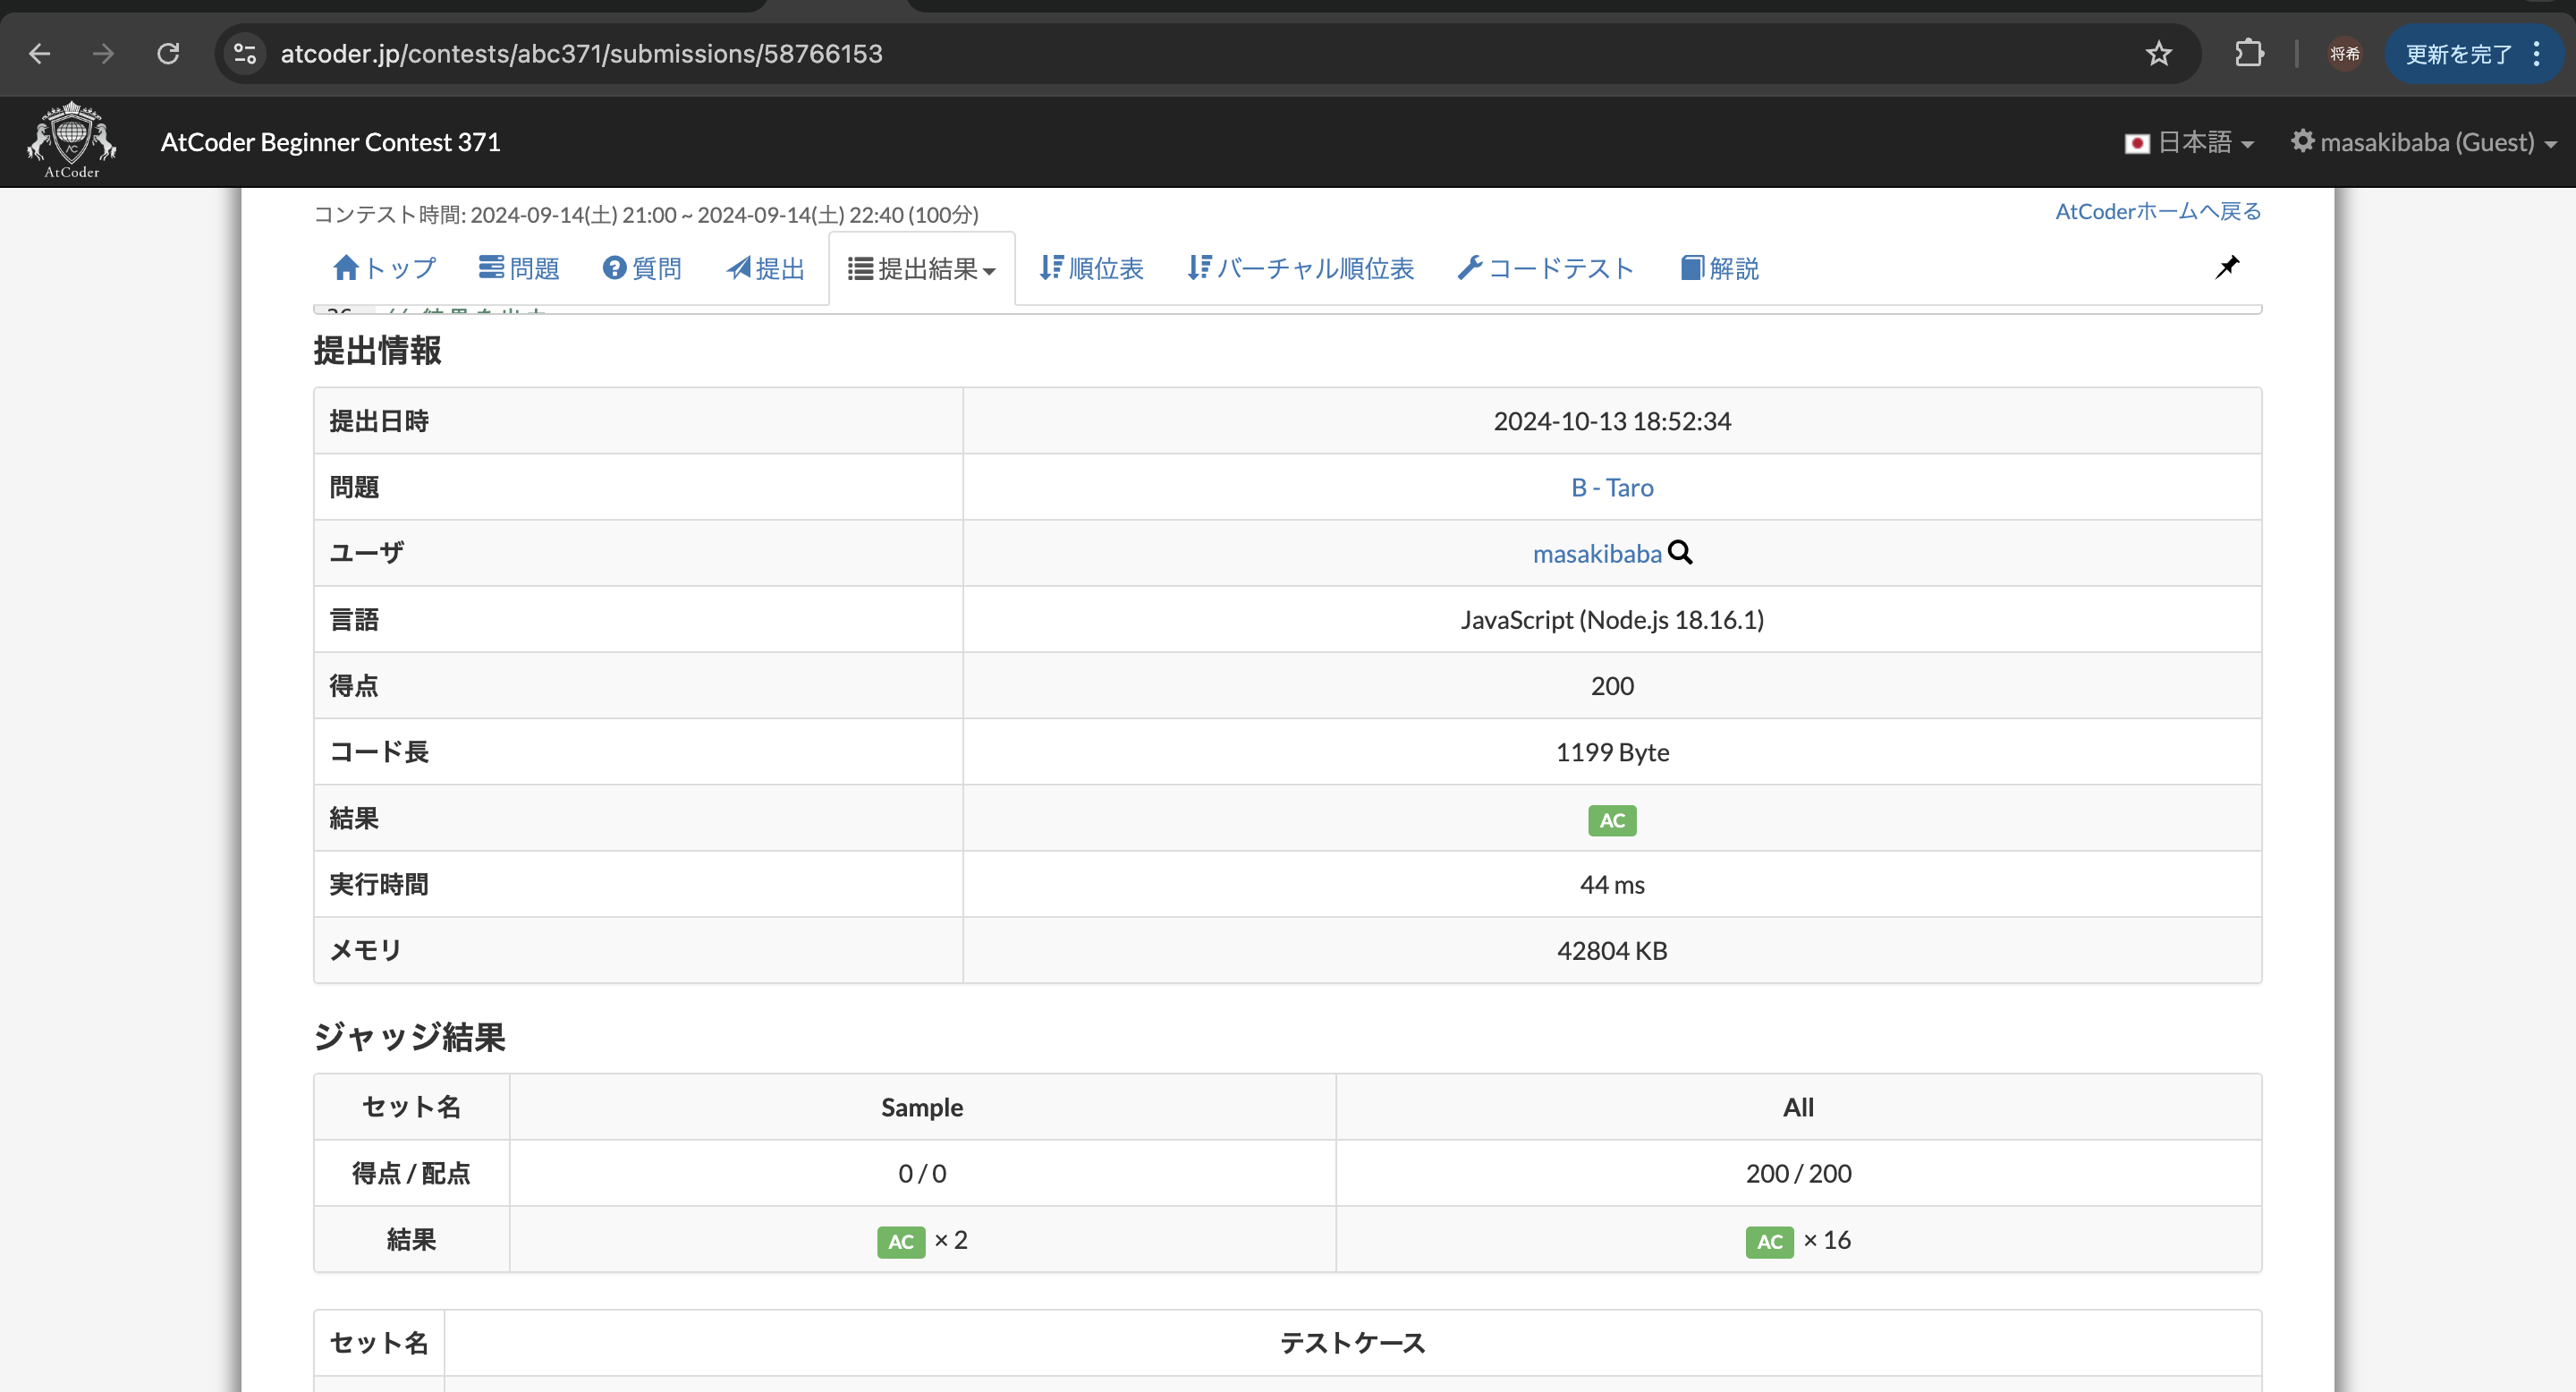 atcoder.jp/contests/abc371/submissions/58766153
将希
更新を完了
AtCoder
AtCoder Beginner Contest 371
日本語
masakibaba (Guest)
コンテスト時間: 2024-09-14(土) 21:00 ~ 2024-09-14(土) 22:40 (100分)
AtCoderホームへ戻る
トップ 問題 質問 提出 提出結果 順位表 バーチャル順位表 コードテスト 解説
提出情報
提出日時 2024-10-13 18:52:34
問題 B - Taro
ユーザ masakibaba
言語 JavaScript (Node.js 18.16.1)
得点 200
コード長 1199 Byte
結果 AC
実行時間 44 ms
メモリ 42804 KB
ジャッジ結果
セット名 Sample All
得点 / 配点 0 / 0 200 / 200
結果 AC × 2 AC × 16
セット名 テストケース